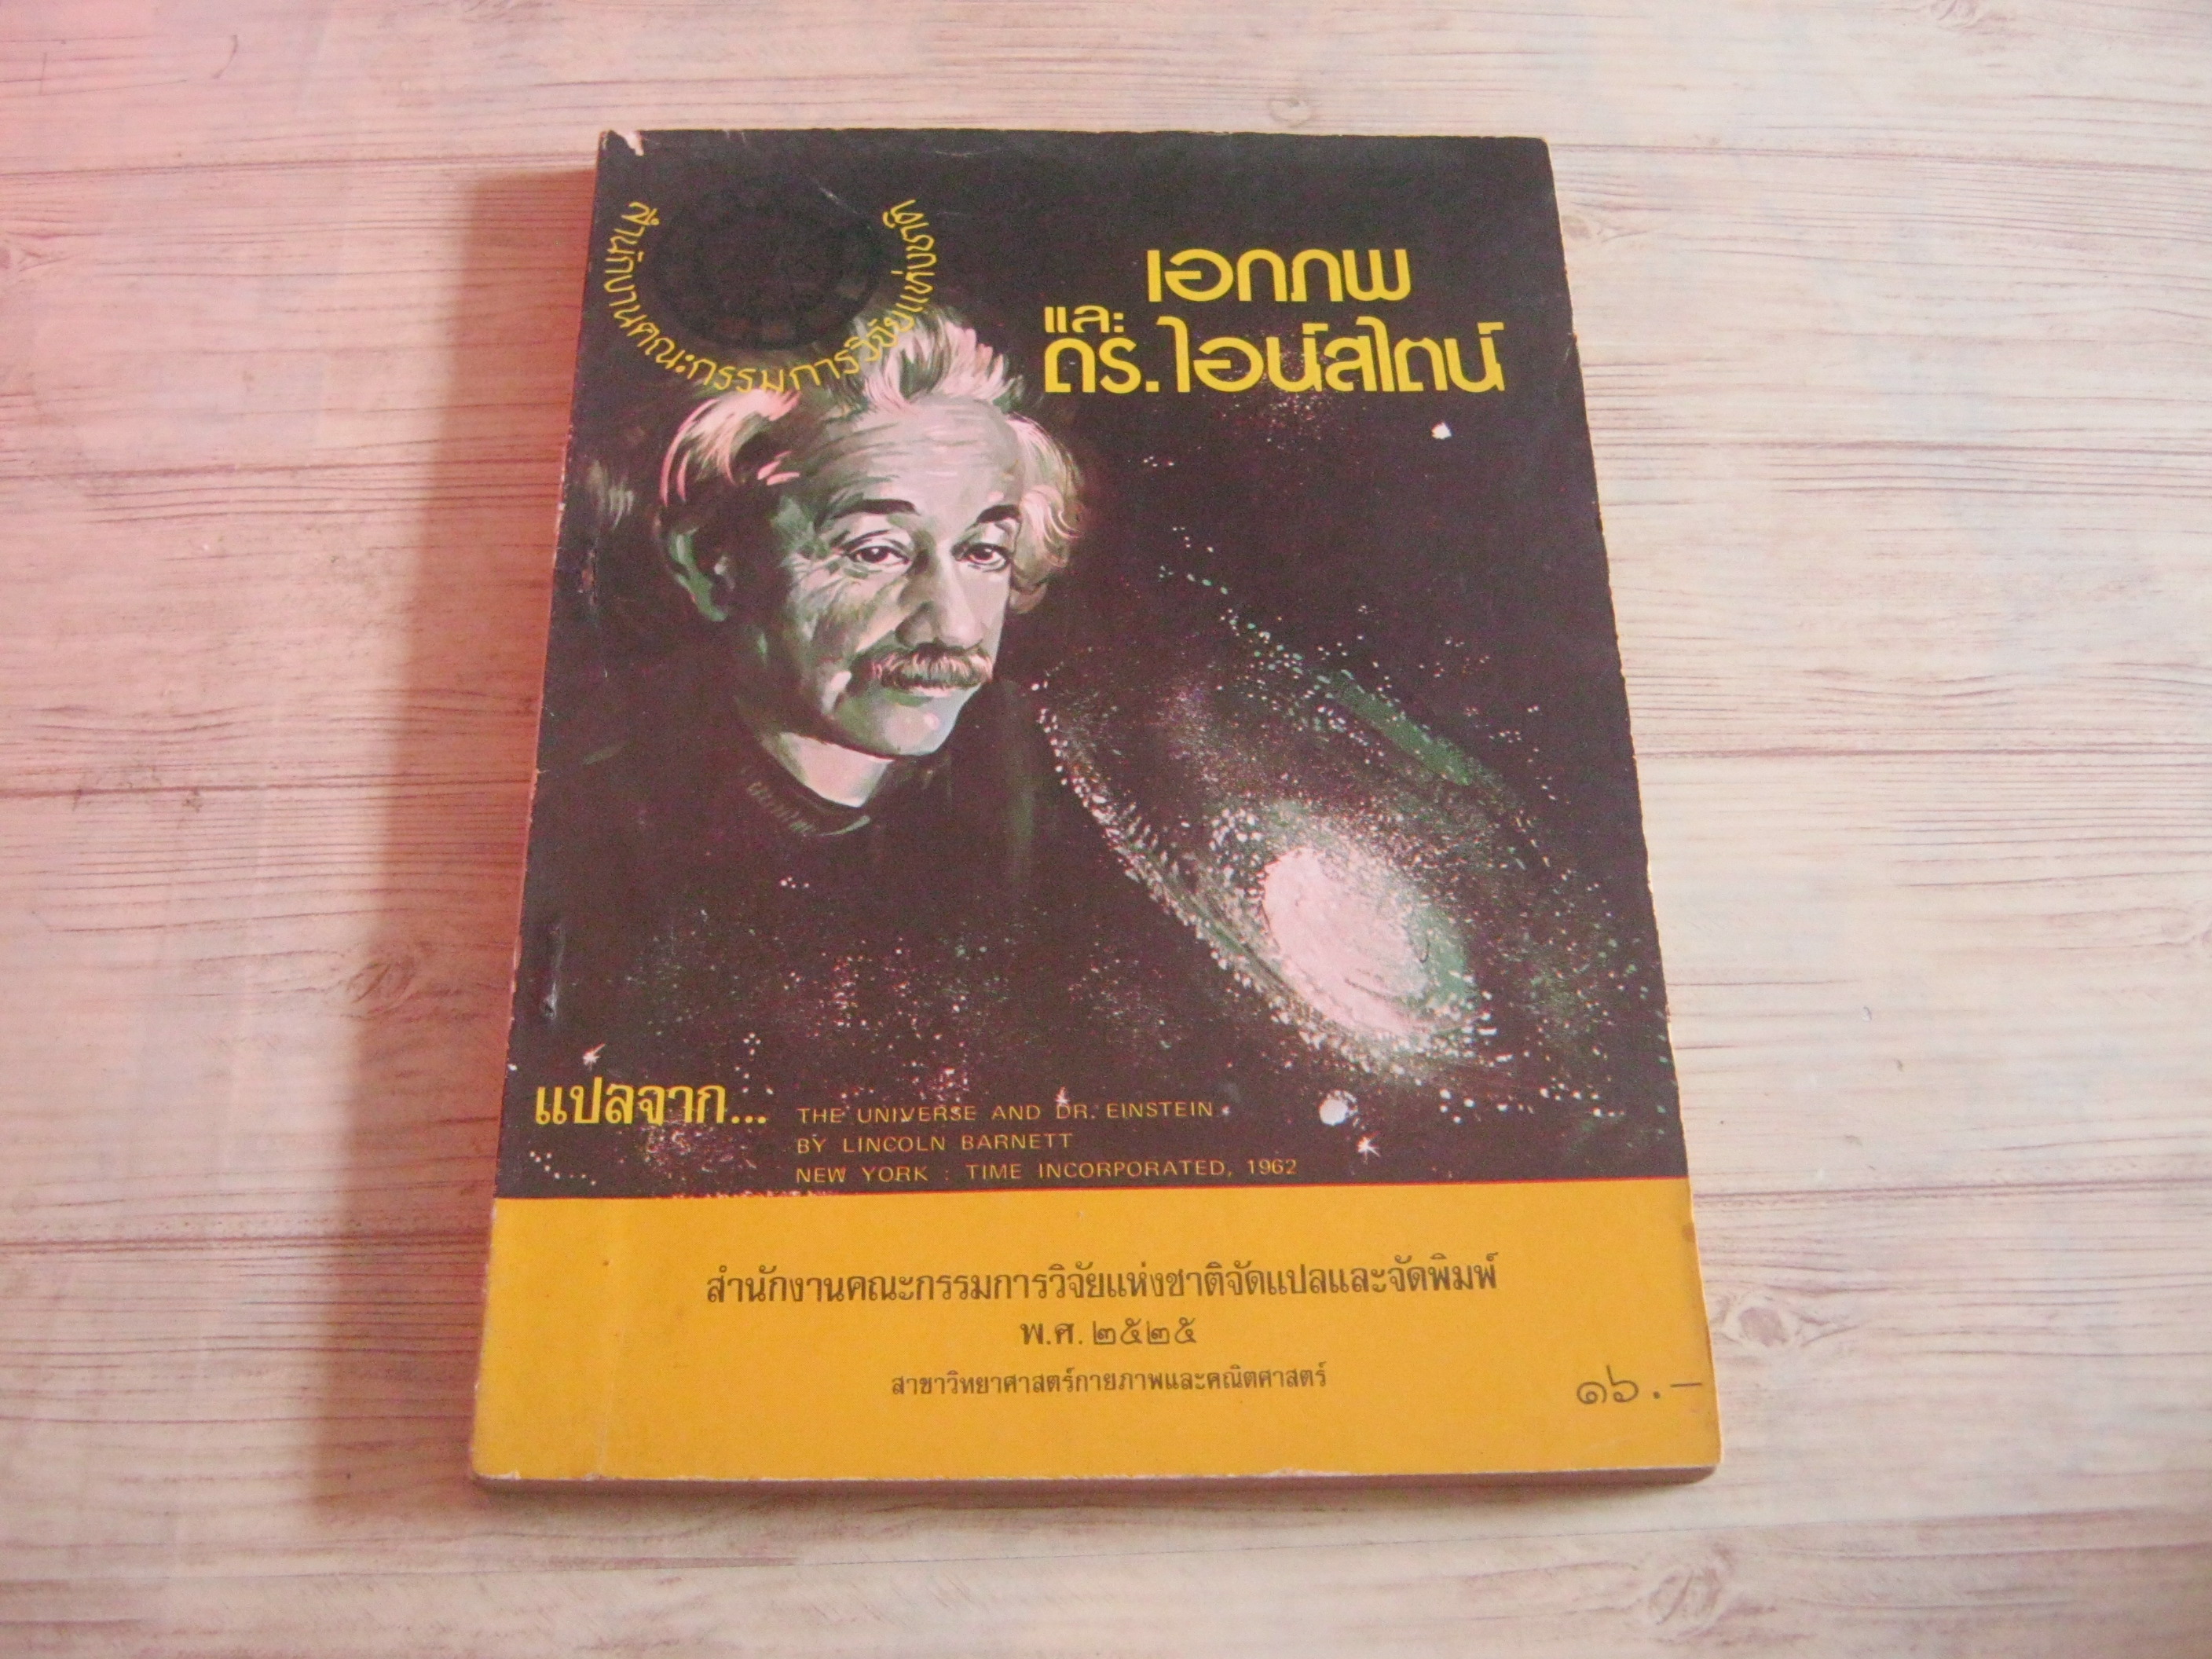 สำนักงานคณะกรรมการวิจัยแห่งชาติ
เอกภพ
และ
ดร.ไอน์สไตน์
แปลจาก...
THE UNIVERSE AND DR. EINSTEIN
BY LINCOLN BARNETT
NEW YORK : TIME INCORPORATED, 1962
สำนักงานคณะกรรมการวิจัยแห่งชาติจัดแปลและจัดพิมพ์
พ.ศ. ๒๕๒๕
สาขาวิทยาศาสตร์กายภาพและคณิตศาสตร์
๑๖.–